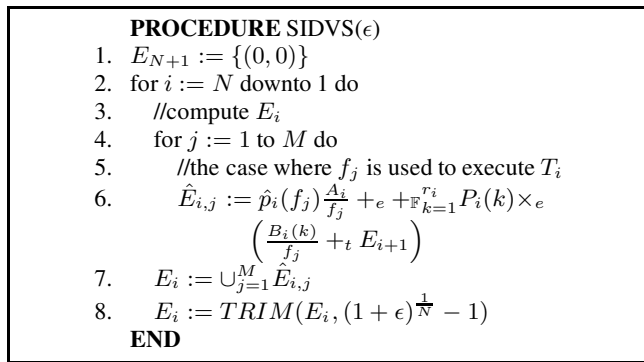 PROCEDURE SIDVS(ϵ)
1. E_{N+1} := {(0, 0)}
2. for i := N downto 1 do
3. //compute E_i
4. for j := 1 to M do
5. //the case where f_j is used to execute T_i
6. Ê_{i,j} := p̂_i(f_j) \frac{A_i}{f_j} +_e +_{𝔽}{}_{k=1}^{r_i} P_i(k) ×_e
(\frac{B_i(k)}{f_j} +_t E_{i+1})
7. E_i := ∪_{j=1}^{M} Ê_{i,j}
8. E_i := TRIM(E_i, (1 + ϵ)^{\frac{1}{N}} − 1)
END